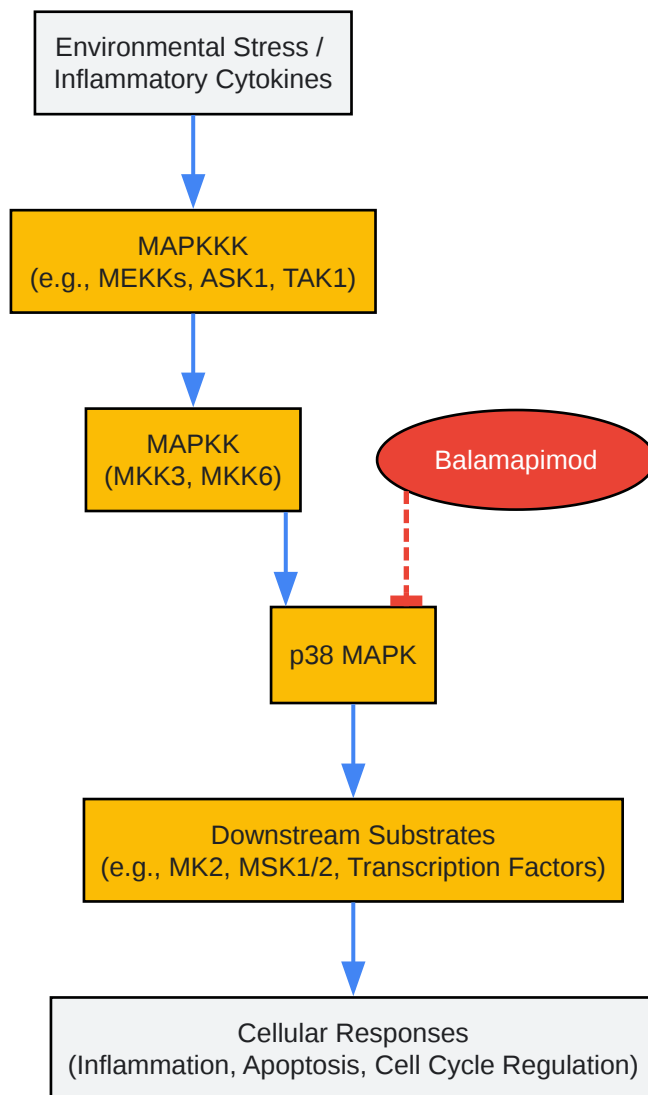 Environmental Stress /
Inflammatory Cytokines
MAPKKK
(e.g., MEKKs, ASK1, TAK1)
MAPKK
(MKK3, MKK6)
Balamapimod
p38 MAPK
Downstream Substrates
(e.g., MK2, MSK1/2, Transcription Factors)
Cellular Responses
(Inflammation, Apoptosis, Cell Cycle Regulation)